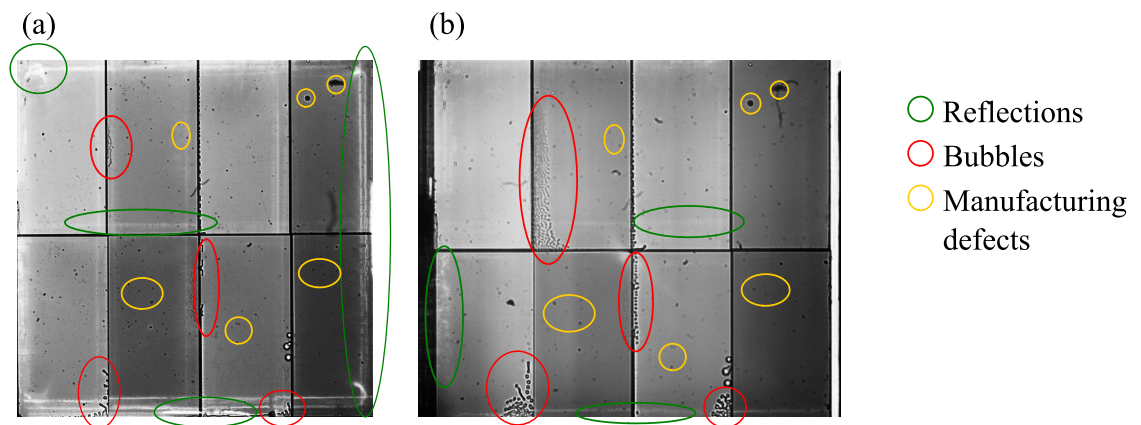 (a)
(b)
Reflections
Bubbles
Manufacturing
defects